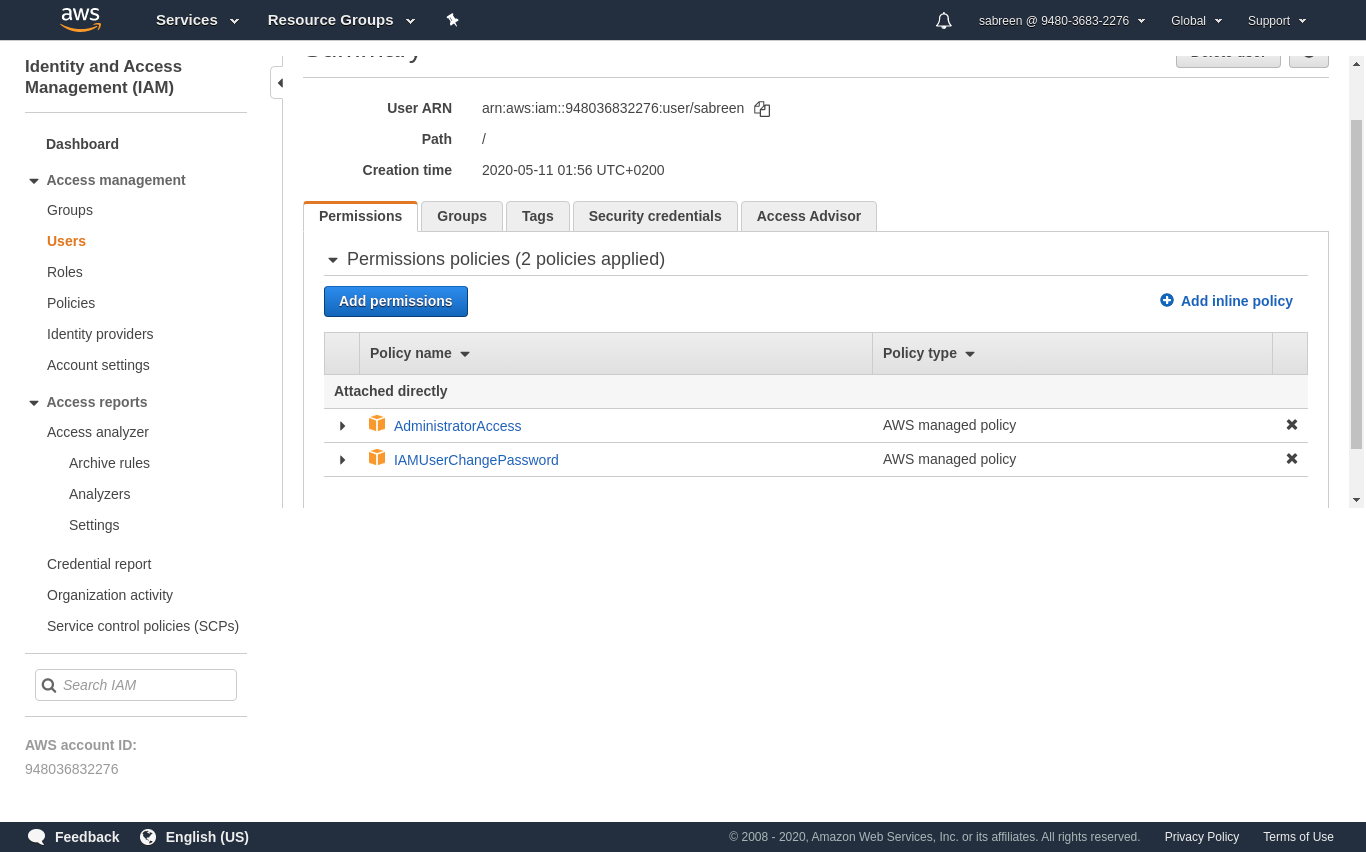 aws
Services
Resource Groups
sabreen @ 9480-3683-2276
Global
Support
Identity and Access
Management (IAM)
Dashboard
Access management
Groups
Users
Roles
Policies
Identity providers
Account settings
Access reports
Access analyzer
Archive rules
Analyzers
Settings
Credential report
Organization activity
Service control policies (SCPs)
Search IAM
AWS account ID:
948036832276
Summary
Delete user
User ARN arn:aws:iam::948036832276:user/sabreen
Path /
Creation time 2020-05-11 01:56 UTC+0200
Permissions Groups Tags Security credentials Access Advisor
Permissions policies (2 policies applied)
Add permissions
Add inline policy
Policy name Policy type
Attached directly
AdministratorAccess AWS managed policy
IAMUserChangePassword AWS managed policy
Feedback English (US)
© 2008 - 2020, Amazon Web Services, Inc. or its affiliates. All rights reserved. Privacy Policy Terms of Use